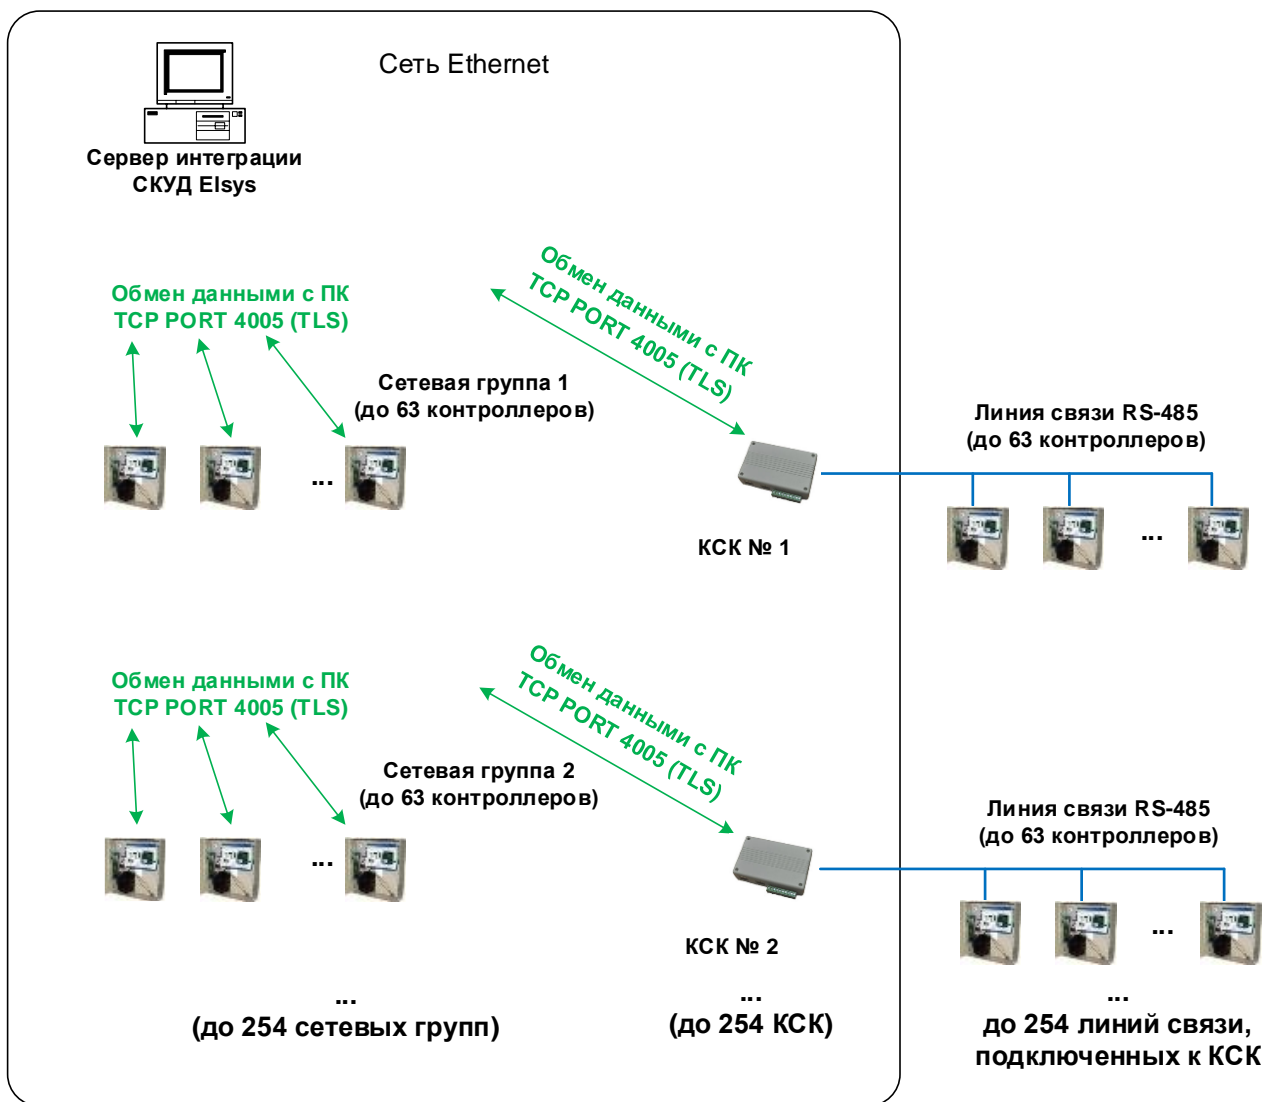 Сеть Ethernet
Сервер интеграции
СКУД Elsys
Обмен данными с ПК
TCP PORT 4005 (TLS)
Обмен данными с ПК
TCP PORT 4005 (TLS)
Сетевая группа 1
(до 63 контроллеров)
Линия связи RS-485
(до 63 контроллеров)
...
...
КСК № 1
Обмен данными с ПК
TCP PORT 4005 (TLS)
Обмен данными с ПК
TCP PORT 4005 (TLS)
Сетевая группа 2
(до 63 контроллеров)
Линия связи RS-485
(до 63 контроллеров)
...
...
КСК № 2
...
(до 254 сетевых групп)
...
(до 254 КСК)
...
до 254 линий связи,
подключенных к КСК